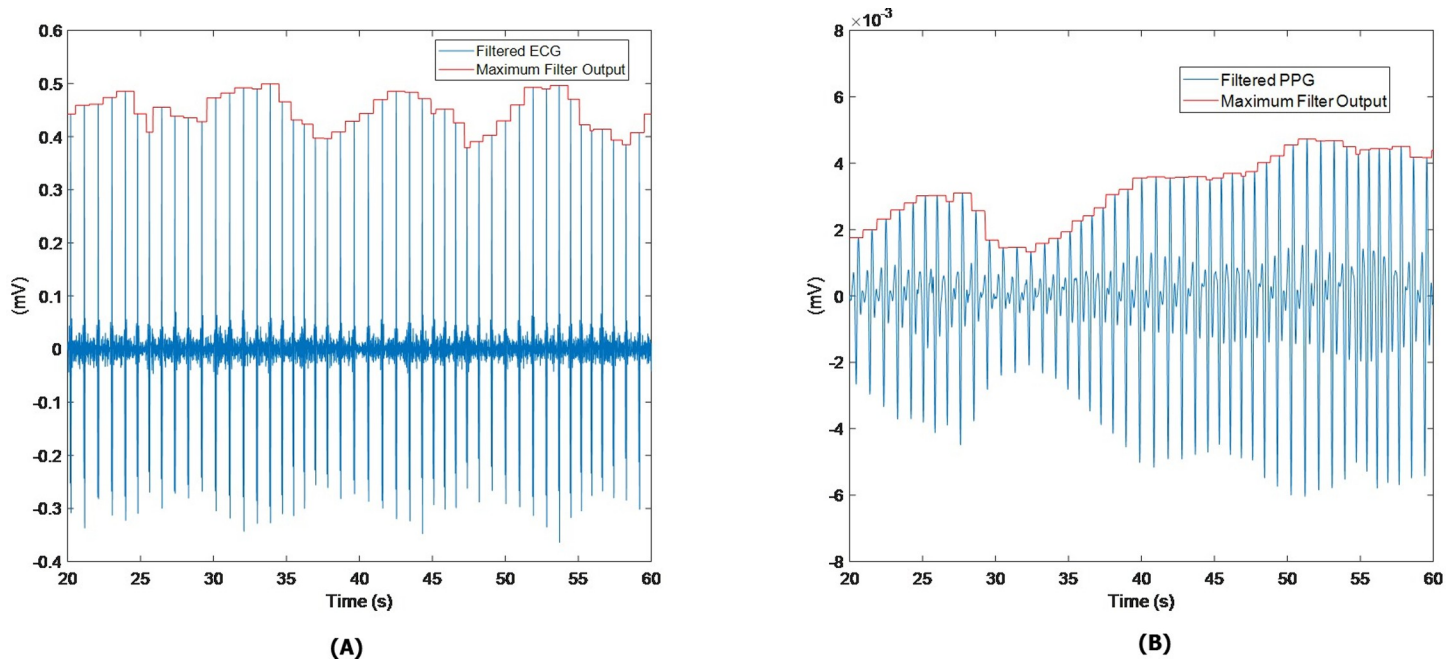 0.6
0.5
0.4
0.3
0.2
0.1
0
-0.1
-0.2
-0.3
-0.4
(mV)
Filtered ECG
Maximum Filter Output
20 25 30 35 40 45 50 55 60
Time (s)
(A)
×10-3
8
6
4
2
0
-2
-4
-6
-8
(mV)
Filtered PPG
Maximum Filter Output
20 25 30 35 40 45 50 55 60
Time (s)
(B)